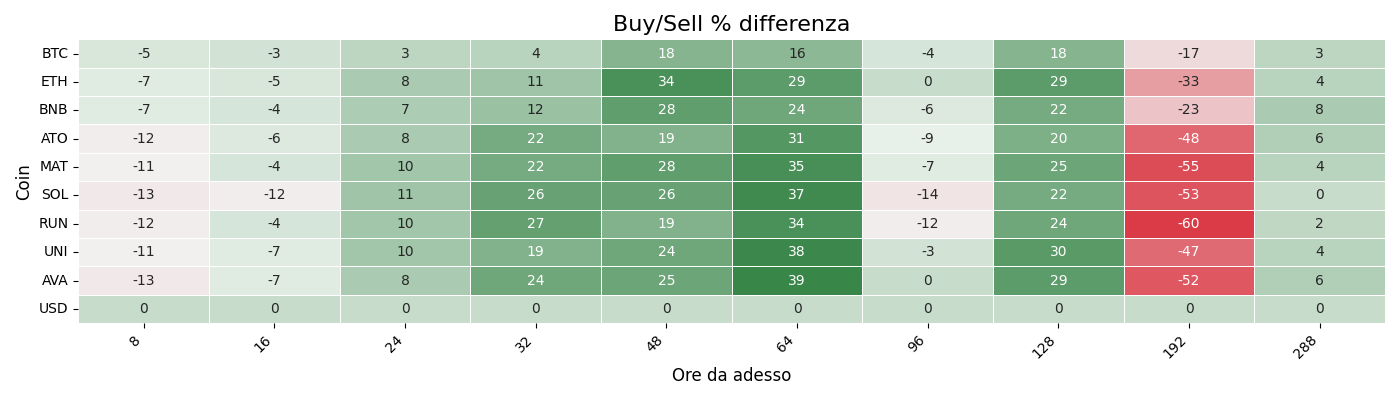 Buy/Sell % differenza
Coin
BTC -5 -3 3 4 18 16 -4 18 -17 3
ETH -7 -5 8 11 34 29 0 29 -33 4
BNB -7 -4 7 12 28 24 -6 22 -23 8
ATO -12 -6 8 22 19 31 -9 20 -48 6
MAT -11 -4 10 22 28 35 -7 25 -55 4
SOL -13 -12 11 26 26 37 -14 22 -53 0
RUN -12 -4 10 27 19 34 -12 24 -60 2
UNI -11 -7 10 19 24 38 -3 30 -47 4
AVA -13 -7 8 24 25 39 0 29 -52 6
USD 0 0 0 0 0 0 0 0 0 0
8 16 24 32 48 64 96 128 192 288
Ore da adesso